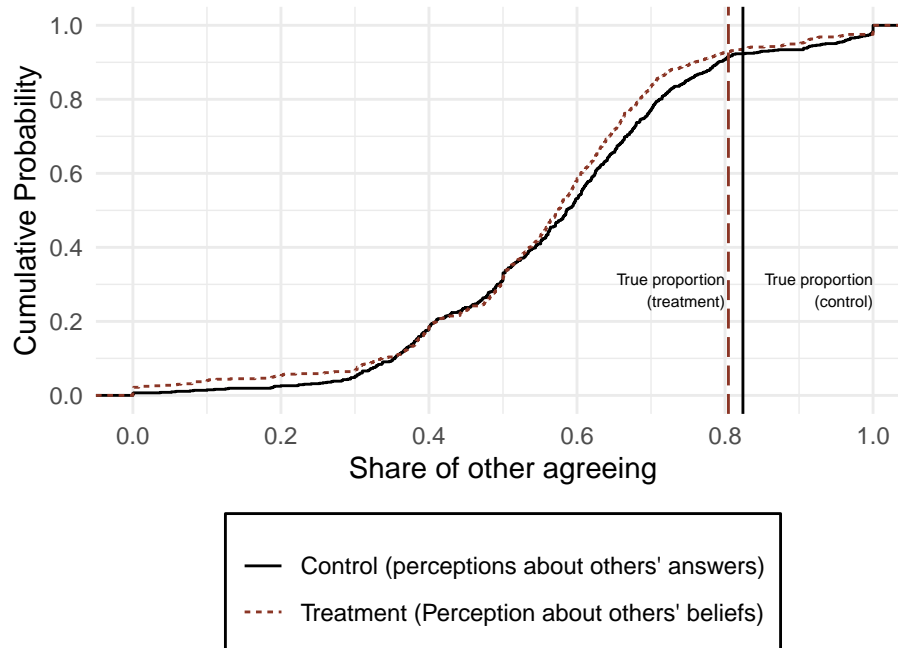 1.0
0.8
0.6
0.4
0.2
0.0
Cumulative Probability
True proportion
(treatment)
True proportion
(control)
0.0 0.2 0.4 0.6 0.8 1.0
Share of other agreeing
Control (perceptions about others' answers)
Treatment (Perception about others' beliefs)